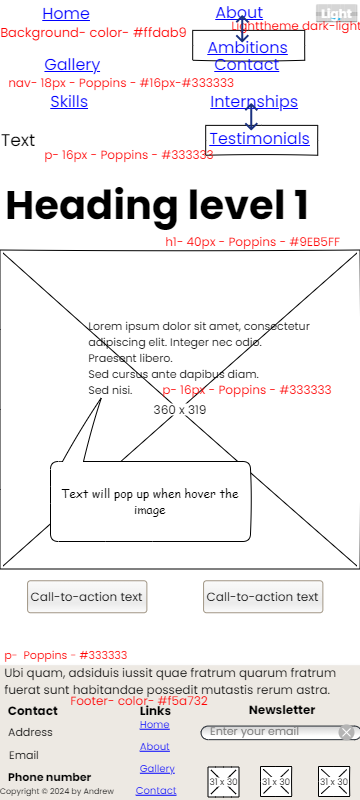 Home
About
Light
Background- color- #ffdab9
Lighttheme dark-light
Ambitions
Gallery
Contact
nav- 18px - Poppins - #16px-#333333
Skills
Internships
Text
Testimonials
p- 16px - Poppins - #333333
Heading level 1
h1- 40px - Poppins - #9EB5FF
Lorem ipsum dolor sit amet, consectetur
adipiscing elit. Integer nec odio.
Praesent libero.
Sed cursus ante dapibus diam.
Sed nisi.
p- 16px - Poppins - #333333
360 x 319
Text will pop up when hover the
image
Call-to-action text
Call-to-action text
p- Poppins - #333333
Ubi quam, adsiduis iussit quae fratrum quarum fratrum
fuerat sunt habitandae possedit mutastis rerum astra.
Footer- color- #f5a732
Contact
Links
Newsletter
Address
Home
Enter your email
About
Email
Gallery
Phone number
31 x 30
31 x 30
31 x 30
Copyright © 2024 by Andrew
Contact